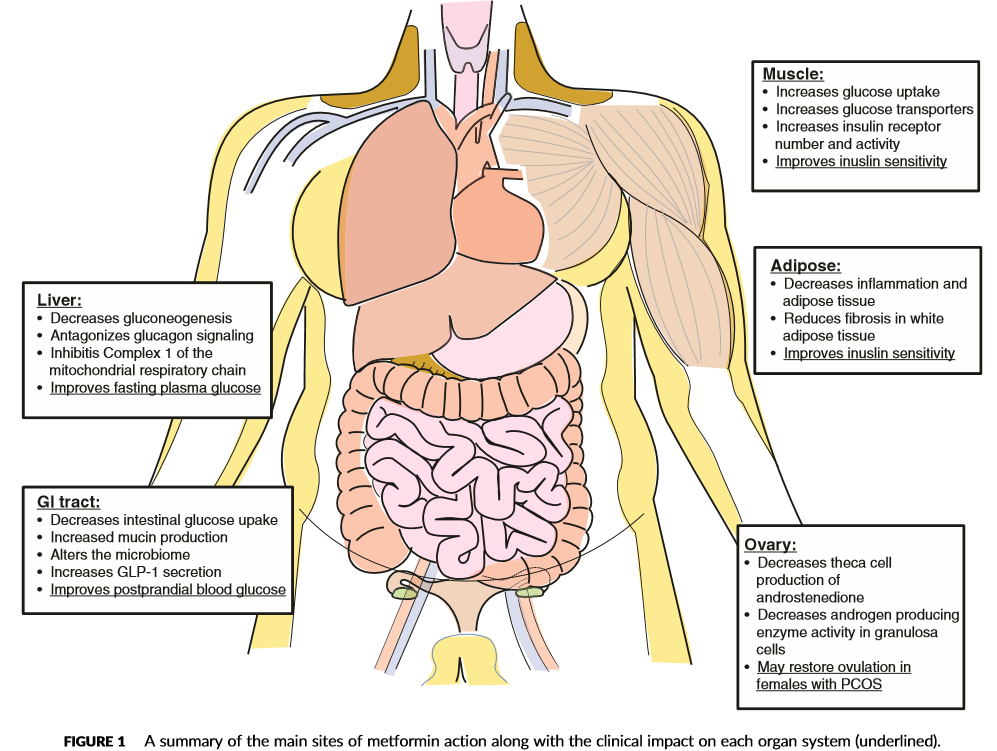 Muscle:
• Increases glucose uptake
• Increases glucose transporters
• Increases insulin receptor
number and activity
• Improves inuslin sensitivity
Adipose:
• Decreases inflammation and
adipose tissue
• Reduces fibrosis in white
adipose tissue
• Improves inuslin sensitivity
Liver:
• Decreases gluconeogenesis
• Antagonizes glucagon signaling
• Inhibitis Complex 1 of the
mitochondrial respiratory chain
• Improves fasting plasma glucose
GI tract:
• Decreases intestinal glucose upake
• Increased mucin production
• Alters the microbiome
• Increases GLP-1 secretion
• Improves postprandial blood glucose
Ovary:
• Decreases theca cell
production of
androstenedione
• Decreases androgen producing
enzyme activity in granulosa
cells
• May restore ovulation in
females with PCOS
FIGURE 1 A summary of the main sites of metformin action along with the clinical impact on each organ system (underlined).